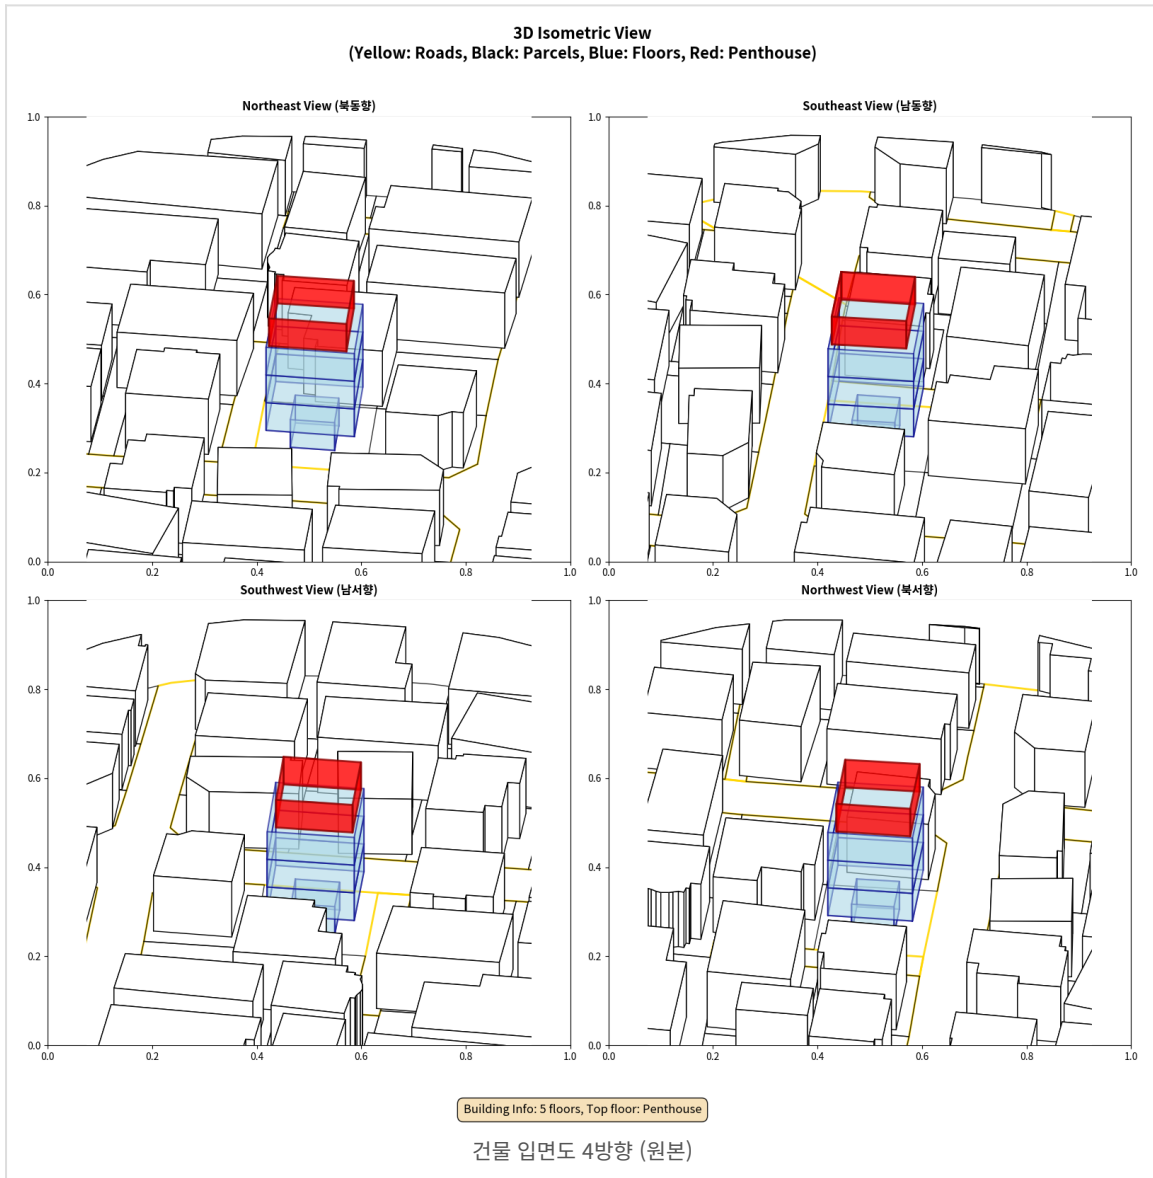 3D Isometric View
(Yellow: Roads, Black: Parcels, Blue: Floors, Red: Penthouse)
Northeast View (북동향)
1.0
0.8
0.6
0.4
0.2
0.0
0.0 0.2 0.4 0.6 0.8 1.0
Southeast View (남동향)
1.0
0.8
0.6
0.4
0.2
0.0
0.0 0.2 0.4 0.6 0.8 1.0
Southwest View (남서향)
1.0
0.8
0.6
0.4
0.2
0.0
0.0 0.2 0.4 0.6 0.8 1.0
Northwest View (북서향)
1.0
0.8
0.6
0.4
0.2
0.0
0.0 0.2 0.4 0.6 0.8 1.0
Building Info: 5 floors, Top floor: Penthouse
건물 입면도 4방향 (원본)